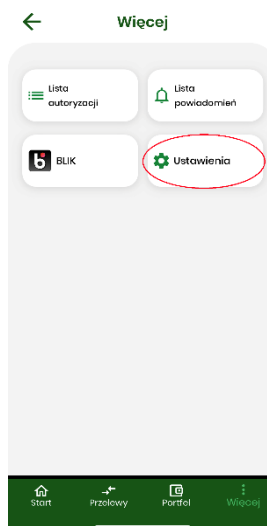 Więcej
Lista
autoryzacji
Lista
powiadomień
BLIK
Ustawienia
Start
Przelewy
Portfel
Więcej